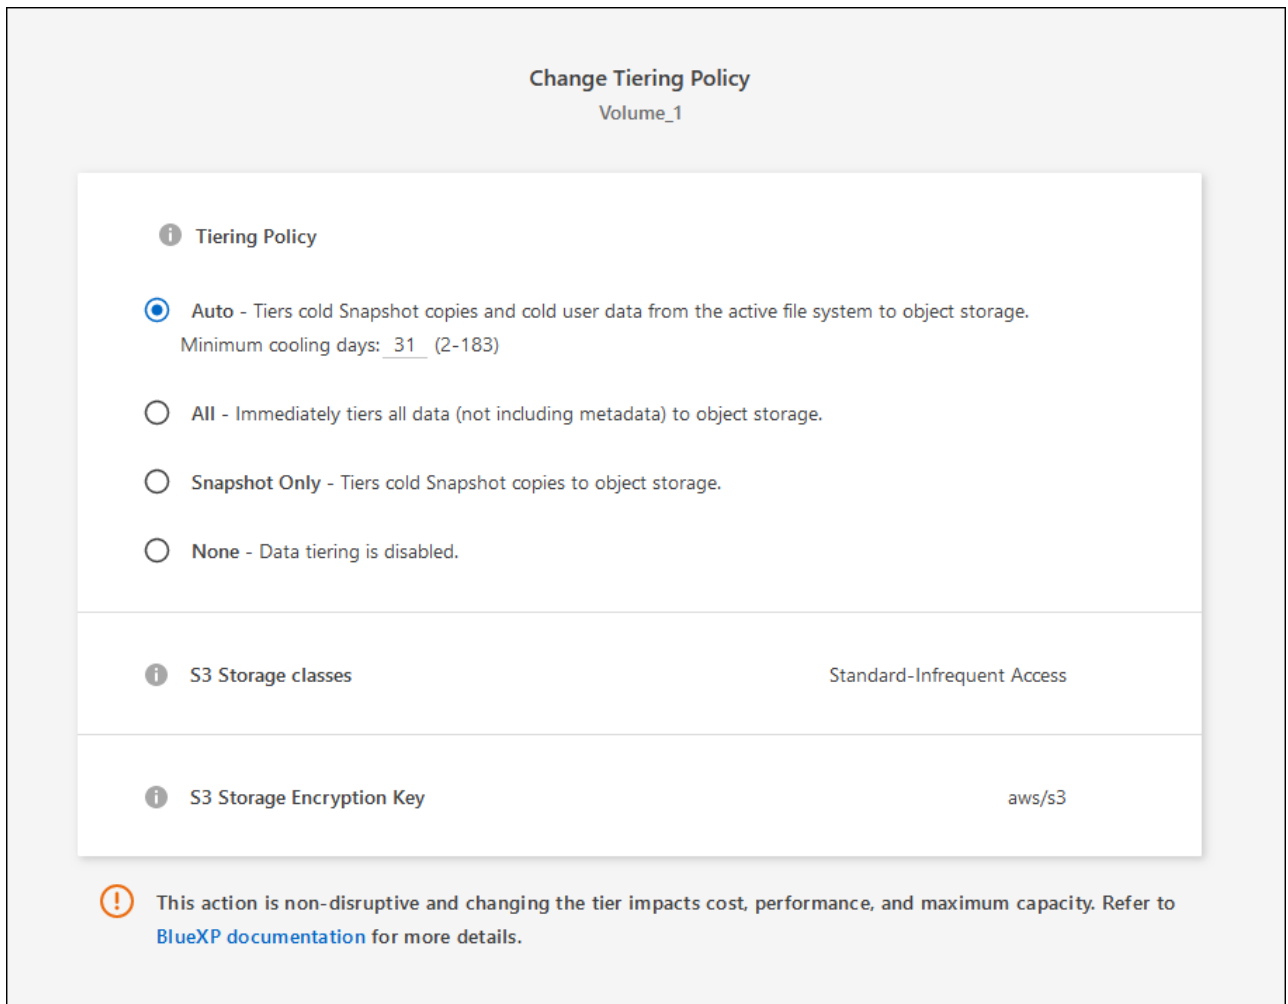 Change Tiering Policy
Volume_1
Tiering Policy
Auto - Tiers cold Snapshot copies and cold user data from the active file system to object storage.
Minimum cooling days: 31 (2-183)
All - Immediately tiers all data (not including metadata) to object storage.
Snapshot Only - Tiers cold Snapshot copies to object storage.
None - Data tiering is disabled.
S3 Storage classes Standard-Infrequent Access
S3 Storage Encryption Key aws/s3
This action is non-disruptive and changing the tier impacts cost, performance, and maximum capacity. Refer to
BlueXP documentation for more details.